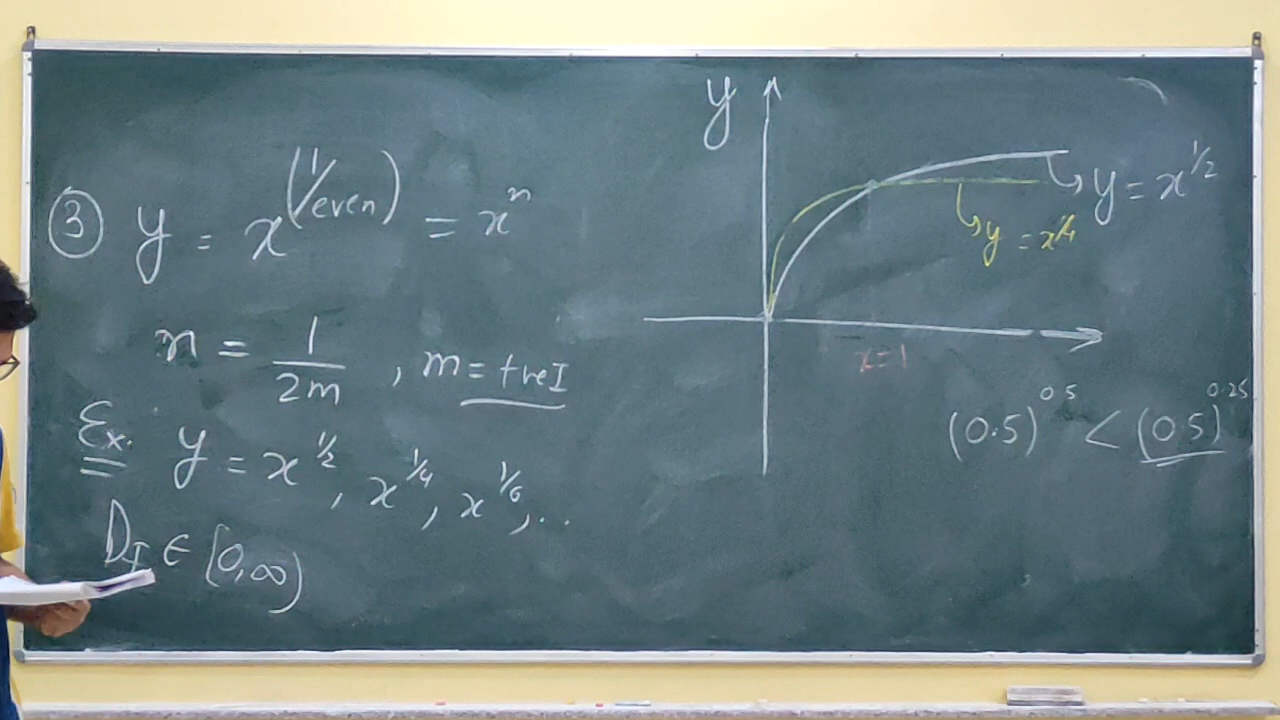 ③ y = x^(1/even) = x^n
n = 1/2m , m = +ve I
Ex. y = x^1/2, x^1/4, x^1/6, ...
D_f ∈ [0,∞)
y
y = x^1/2
y = x^1/4
x=1
(0.5)^0.5 < (0.5)^0.25